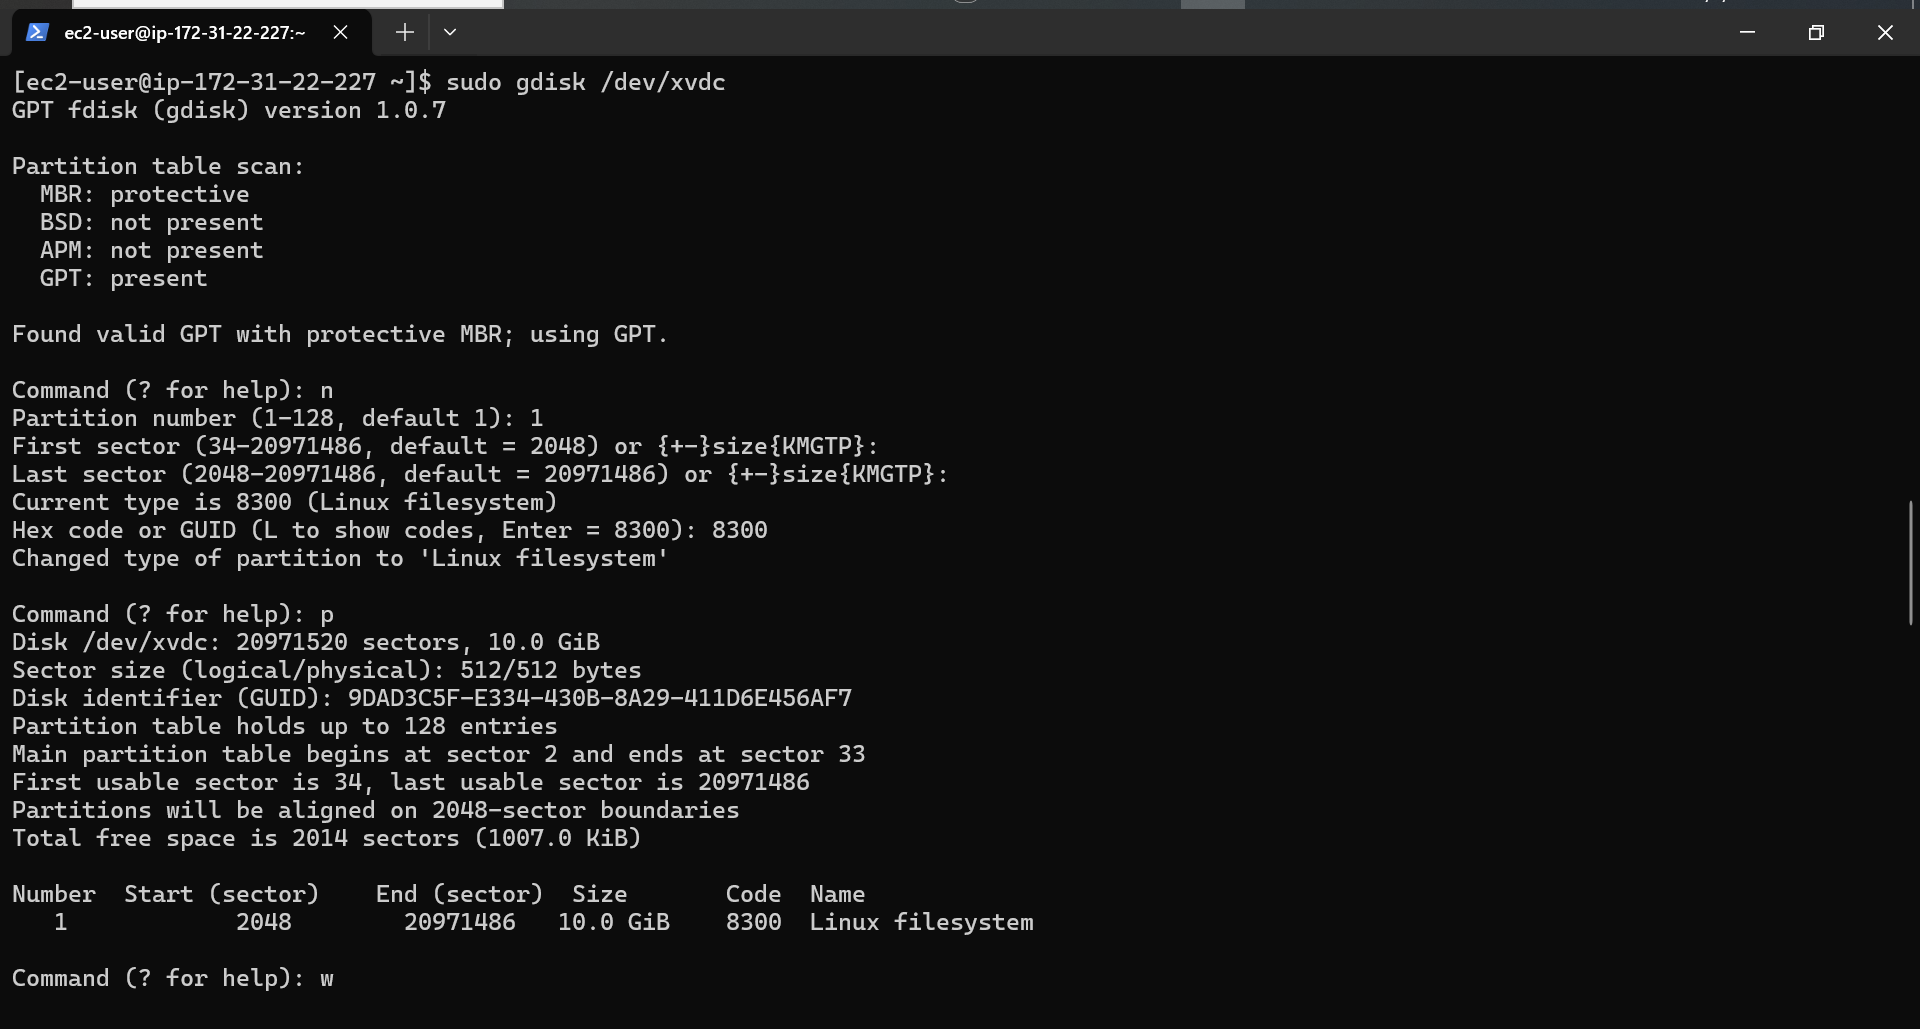 ec2-user@ip-172-31-22-227:~
[ec2-user@ip-172-31-22-227 ~]$ sudo gdisk /dev/xvdc
GPT fdisk (gdisk) version 1.0.7
Partition table scan:
  MBR: protective
  BSD: not present
  APM: not present
  GPT: present
Found valid GPT with protective MBR; using GPT.
Command (? for help): n
Partition number (1-128, default 1): 1
First sector (34-20971486, default = 2048) or {+-}size{KMGTP}:
Last sector (2048-20971486, default = 20971486) or {+-}size{KMGTP}:
Current type is 8300 (Linux filesystem)
Hex code or GUID (L to show codes, Enter = 8300): 8300
Changed type of partition to 'Linux filesystem'
Command (? for help): p
Disk /dev/xvdc: 20971520 sectors, 10.0 GiB
Sector size (logical/physical): 512/512 bytes
Disk identifier (GUID): 9DAD3C5F-E334-430B-8A29-411D6E456AF7
Partition table holds up to 128 entries
Main partition table begins at sector 2 and ends at sector 33
First usable sector is 34, last usable sector is 20971486
Partitions will be aligned on 2048-sector boundaries
Total free space is 2014 sectors (1007.0 KiB)
Number  Start (sector)    End (sector)  Size       Code  Name
   1            2048        20971486   10.0 GiB    8300  Linux filesystem
Command (? for help): w